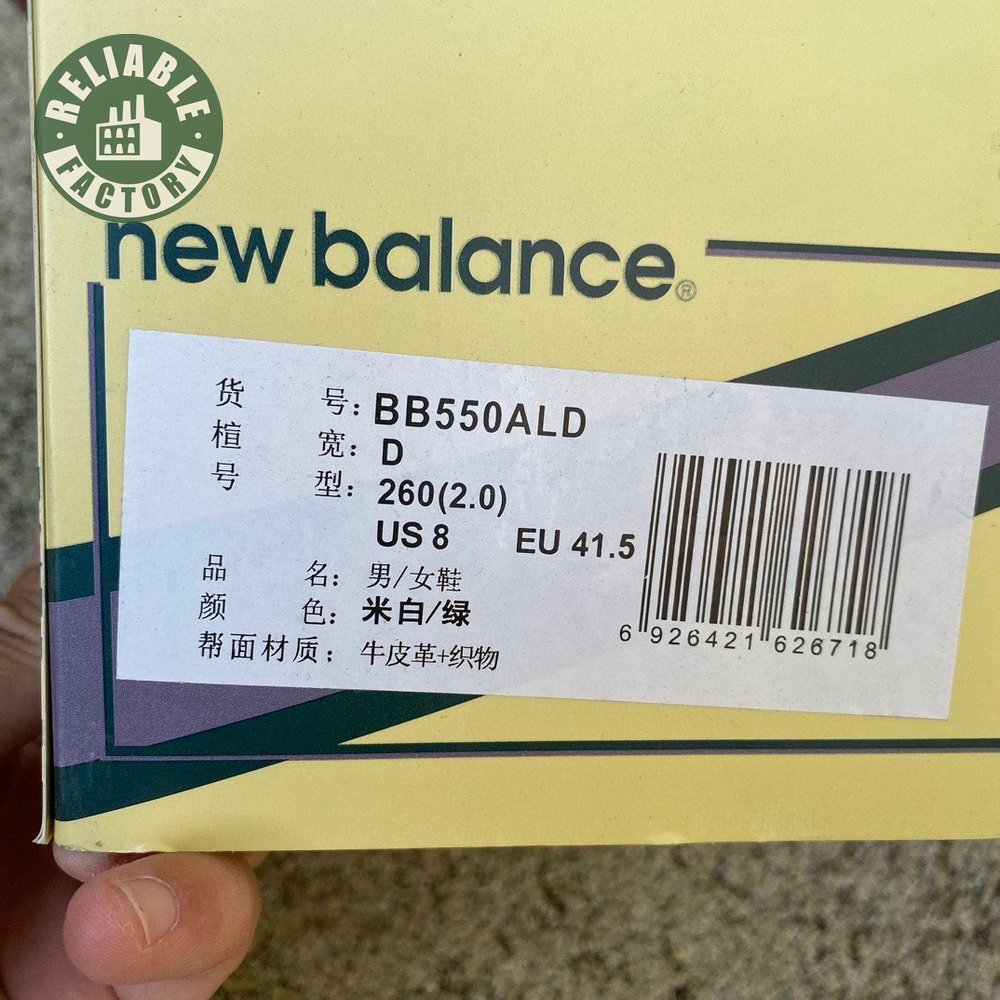 RELIABLE
FACTORY
new balance®
货 号: BB550ALD
楦 宽: D
号 型: 260(2.0)
US 8 EU 41.5
品 名: 男/女鞋
颜 色: 米白/绿
帮面材质: 牛皮革+织物
6 926421 626718